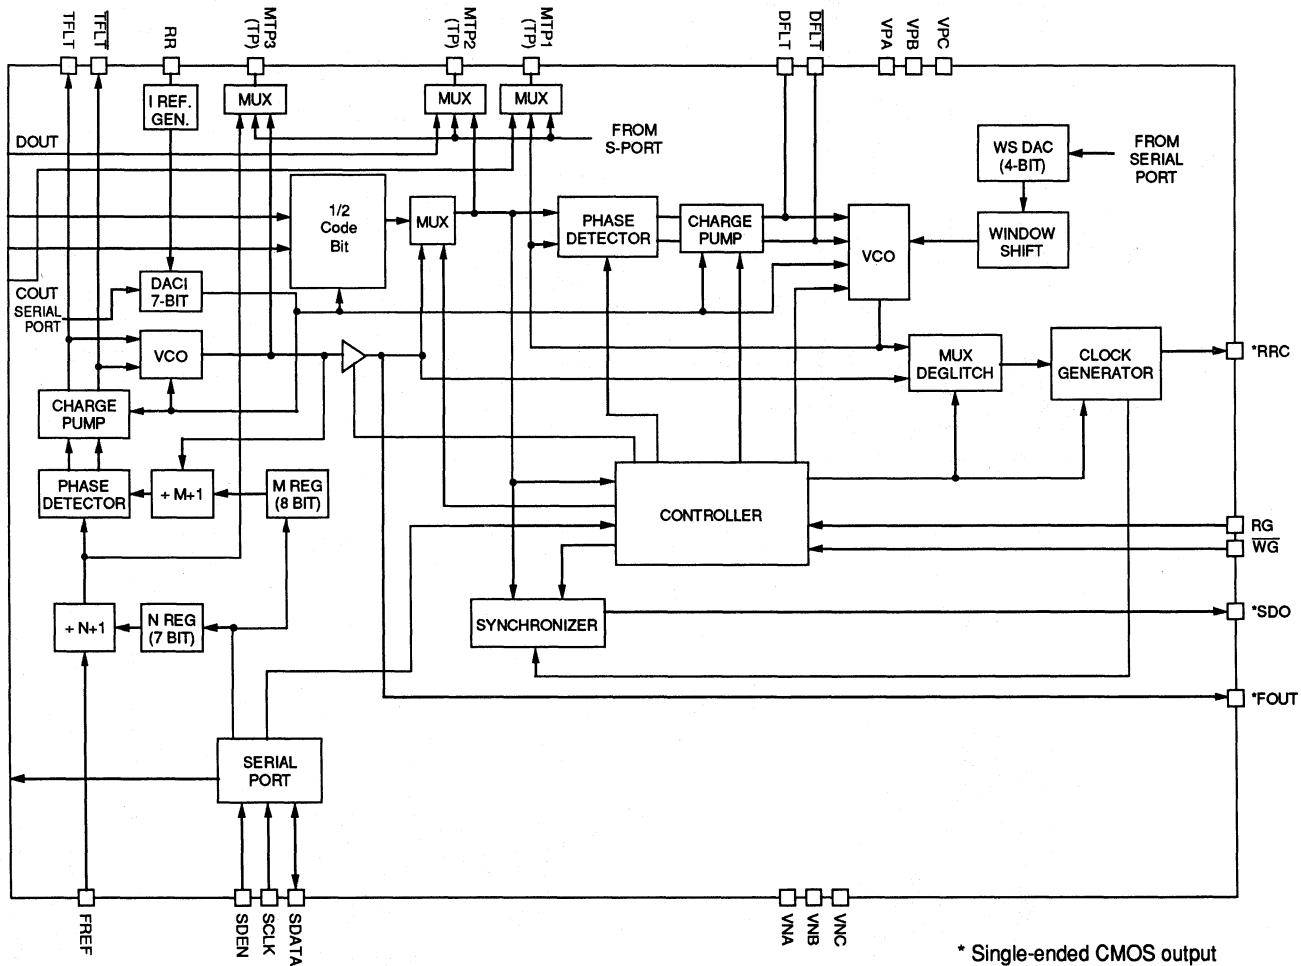 TFLT
TFLT
RR
MTP3
(TP)
MTP2
(TP)
MTP1
(TP)
DFLT
DFLT
VPA
VPB
VPC
I REF.
GEN.
MUX
MUX
MUX
FROM
S-PORT
DOUT
WS DAC
(4-BIT)
FROM
SERIAL
PORT
1/2
Code
Bit
MUX
PHASE
DETECTOR
CHARGE
PUMP
VCO
WINDOW
SHIFT
COUT
SERIAL
PORT
DACI
7-BIT
VCO
MUX
DEGLITCH
CLOCK
GENERATOR
*RRC
CHARGE
PUMP
PHASE
DETECTOR
÷ M+1
M REG
(8 BIT)
CONTROLLER
RG
WG
÷ N+1
N REG
(7 BIT)
SYNCHRONIZER
*SDO
*FOUT
SERIAL
PORT
FREF
SDEN
SCLK
SDATA
VNA
VNB
VNC
* Single-ended CMOS output